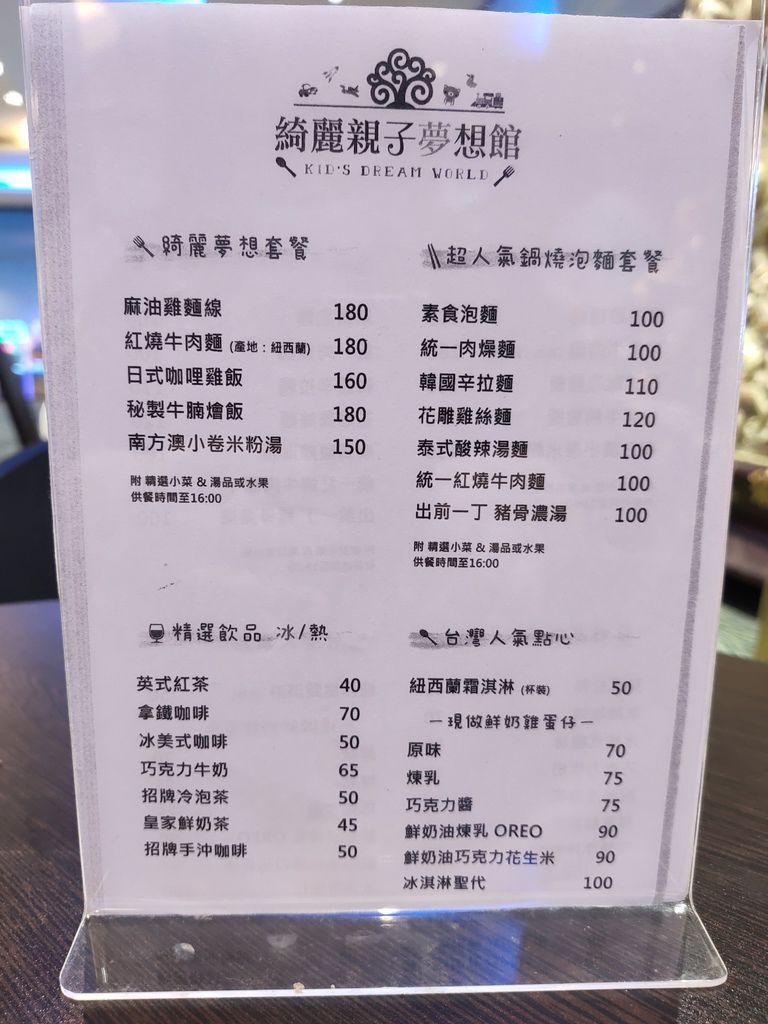 綺麗親子夢想館
KID'S DREAM WORLD
綺麗夢想套餐
麻油雞麵線 180
紅燒牛肉麵 (產地：紐西蘭) 180
日式咖哩雞飯 160
秘製牛腩燴飯 180
南方澳小卷米粉湯 150
附 精選小菜 & 湯品或水果
供餐時間至16:00
超人氣鍋燒泡麵套餐
素食泡麵 100
統一肉燥麵 100
韓國辛拉麵 110
花雕雞絲麵 120
泰式酸辣湯麵 100
統一紅燒牛肉麵 100
出前一丁 豬骨濃湯 100
附 精選小菜 & 湯品或水果
供餐時間至16:00
精選飲品 冰/熱
英式紅茶 40
拿鐵咖啡 70
冰美式咖啡 50
巧克力牛奶 65
招牌冷泡茶 50
皇家鮮奶茶 45
招牌手沖咖啡 50
台灣人氣點心
紐西蘭霜淇淋 (杯裝) 50
－現做鮮奶雞蛋仔－
原味 70
煉乳 75
巧克力醬 75
鮮奶油煉乳 OREO 90
鮮奶油巧克力花生米 90
冰淇淋聖代 100